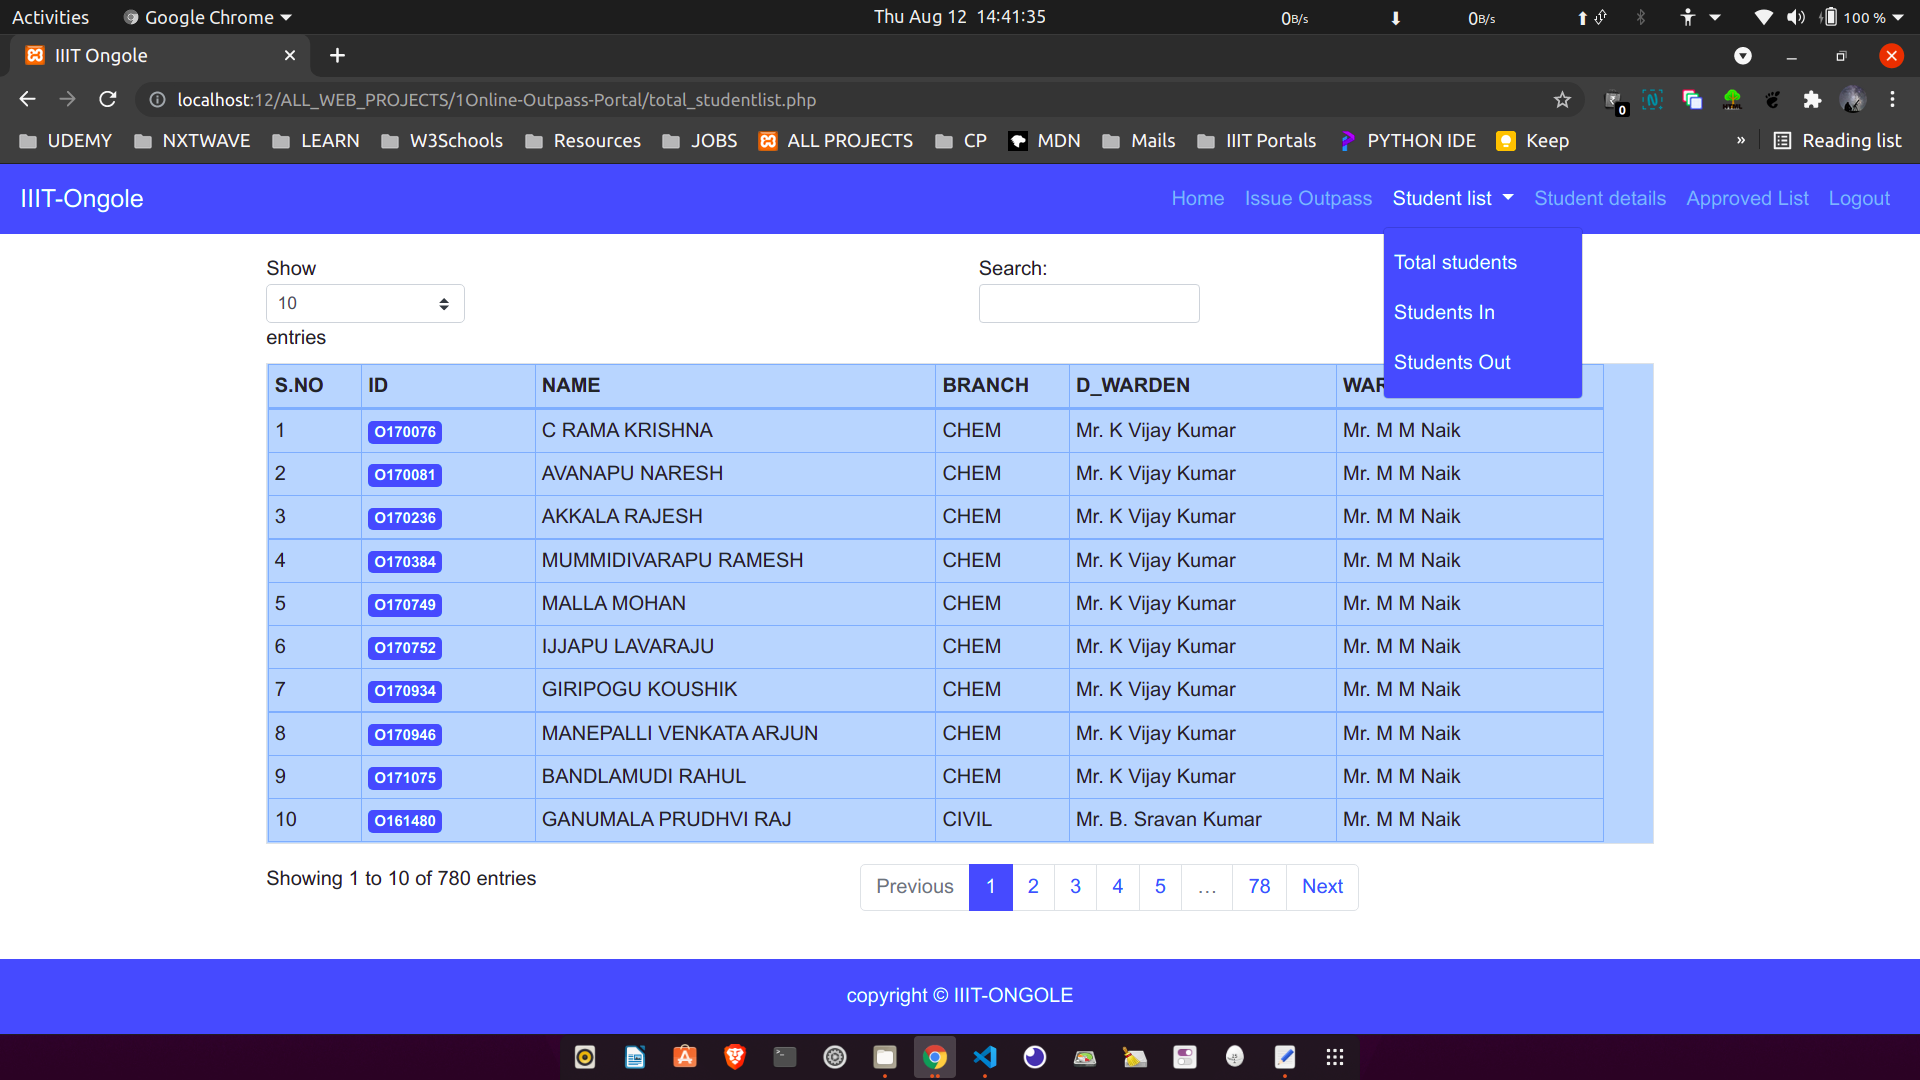 Activities Google Chrome Thu Aug 12 14:41:35 0B/s 0B/s 100 %
IIIT Ongole
localhost:12/ALL_WEB_PROJECTS/1Online-Outpass-Portal/total_studentlist.php 0
UDEMY NXTWAVE LEARN W3Schools Resources JOBS ALL PROJECTS CP MDN Mails IIIT Portals PYTHON IDE Keep » Reading list
IIIT-Ongole Home Issue Outpass Student list Student details Approved List Logout
Total students
Students In
Students Out
Show Search:
10
entries
S.NO ID NAME BRANCH D_WARDEN
1 O170076 C RAMA KRISHNA CHEM Mr. K Vijay Kumar Mr. M M Naik
2 O170081 AVANAPU NARESH CHEM Mr. K Vijay Kumar Mr. M M Naik
3 O170236 AKKALA RAJESH CHEM Mr. K Vijay Kumar Mr. M M Naik
4 O170384 MUMMIDIVARAPU RAMESH CHEM Mr. K Vijay Kumar Mr. M M Naik
5 O170749 MALLA MOHAN CHEM Mr. K Vijay Kumar Mr. M M Naik
6 O170752 IJJAPU LAVARAJU CHEM Mr. K Vijay Kumar Mr. M M Naik
7 O170934 GIRIPOGU KOUSHIK CHEM Mr. K Vijay Kumar Mr. M M Naik
8 O170946 MANEPALLI VENKATA ARJUN CHEM Mr. K Vijay Kumar Mr. M M Naik
9 O171075 BANDLAMUDI RAHUL CHEM Mr. K Vijay Kumar Mr. M M Naik
10 O161480 GANUMALA PRUDHVI RAJ CIVIL Mr. B. Sravan Kumar Mr. M M Naik
Showing 1 to 10 of 780 entries Previous 1 2 3 4 5 … 78 Next
copyright © IIIT-ONGOLE